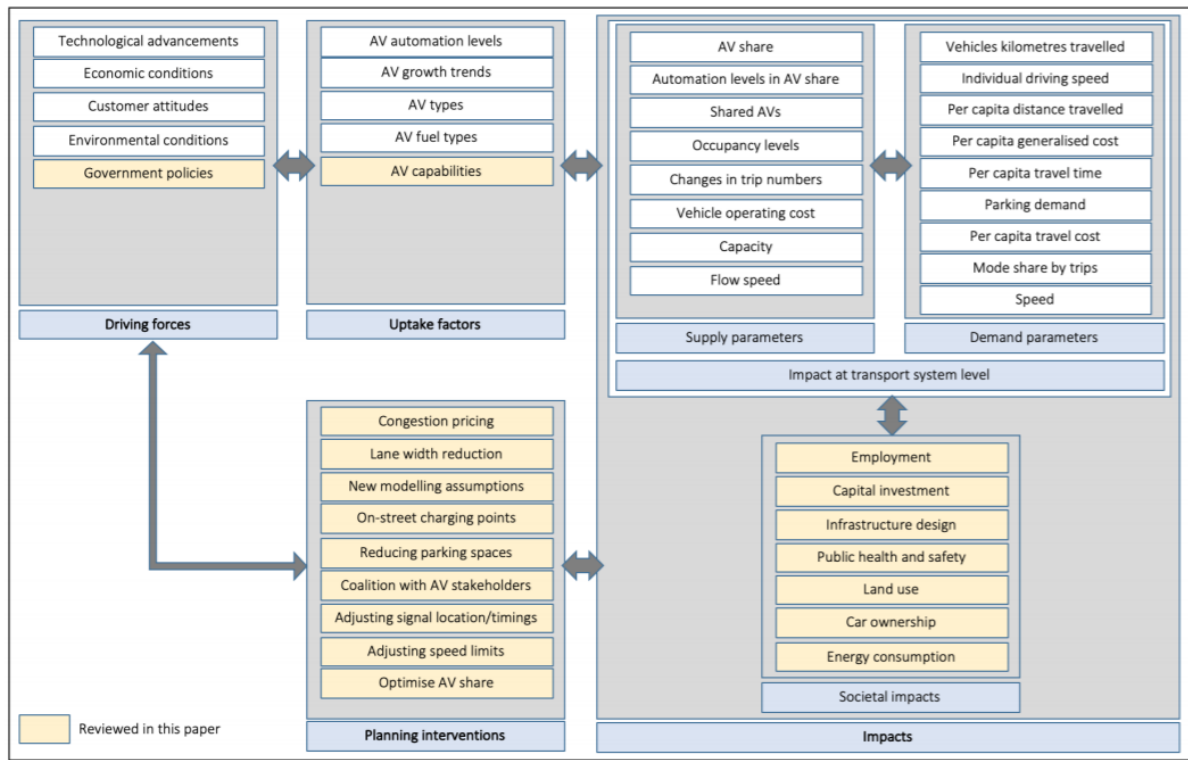 Technological advancements
Economic conditions
Customer attitudes
Environmental conditions
Government policies
Driving forces
AV automation levels
AV growth trends
AV types
AV fuel types
AV capabilities
Uptake factors
AV share
Automation levels in AV share
Shared AVs
Occupancy levels
Changes in trip numbers
Vehicle operating cost
Capacity
Flow speed
Supply parameters
Vehicles kilometres travelled
Individual driving speed
Per capita distance travelled
Per capita generalised cost
Per capita travel time
Parking demand
Per capita travel cost
Mode share by trips
Speed
Demand parameters
Impact at transport system level
Congestion pricing
Lane width reduction
New modelling assumptions
On-street charging points
Reducing parking spaces
Coalition with AV stakeholders
Adjusting signal location/timings
Adjusting speed limits
Optimise AV share
Planning interventions
Employment
Capital investment
Infrastructure design
Public health and safety
Land use
Car ownership
Energy consumption
Societal impacts
Impacts
Reviewed in this paper